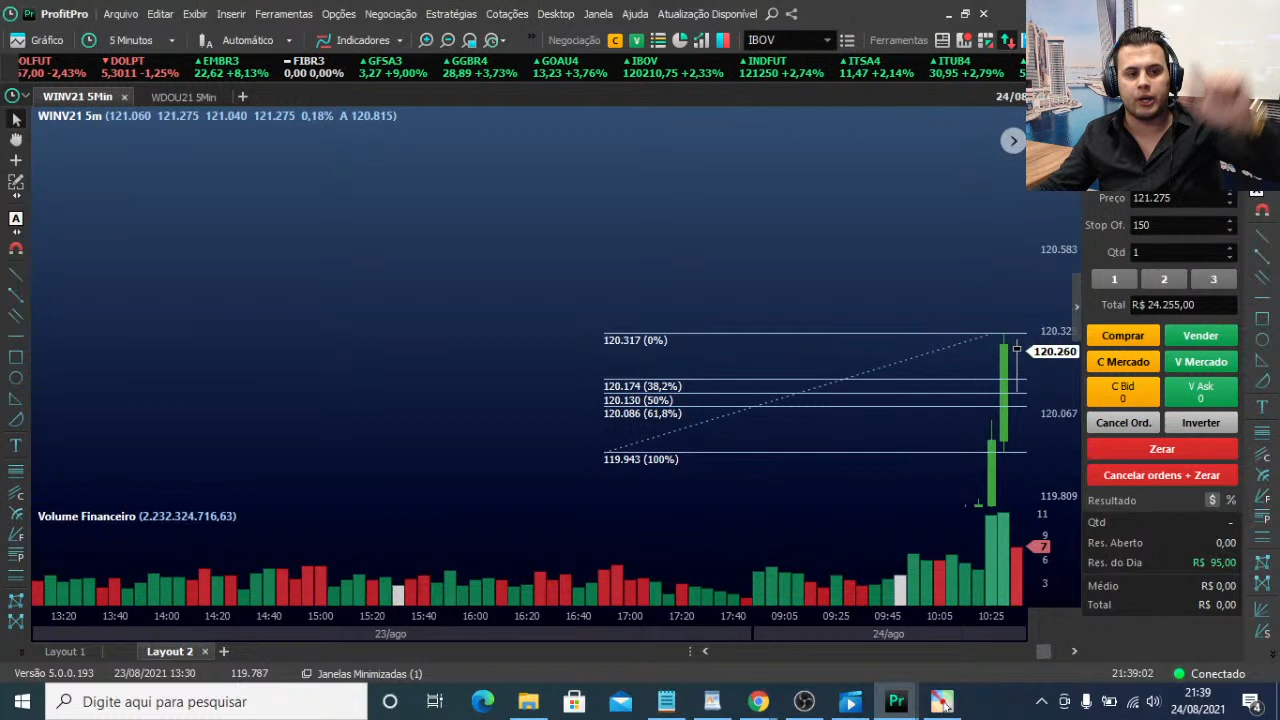 ProfitPro Arquivo Editar Exibir Inserir Ferramentas Opções Negociação Estratégias Cotações Desktop Janela Ajuda Atualização Disponível
Gráfico 5 Minutos Automático Indicadores Negociação C V IBOV Ferramentas
OLFUT DOLPT EMBR3 FIBR3 GFSA3 GGBR4 GOAU4 IBOV INDFUT ITSA4 ITUB4
57,00 -2,43% 5,3011 -1,25% 22,62 +8,13% 0,00 0,00% 3,27 +9,00% 28,89 +3,73% 13,23 +3,76% 120210,75 +2,33% 121250 +2,74% 11,47 +2,14% 30,95 +2,79%
WINV21 5Min WDOU21 5Min 24/08
WINV21 5m (121.060 121.275 121.040 121.275 0,18% A 120.815)
Preço 121.275
Stop Of. 150
120.583
Qtd 1
1 2 3
Total R$ 24.255,00
120.317 (0%)
120.260
120.174 (38,2%)
120.130 (50%)
120.086 (61,8%)
120.067
119.943 (100%)
119.809
Comprar Vender
C Mercado V Mercado
C Bid V Ask
0 0
Cancel Ord. Inverter
Zerar
Cancelar ordens + Zerar
Resultado $ %
Volume Financeiro (2.232.324.716,63)
11
9
7
6
3
Qtd -
Res. Aberto 0,00
Res. do Dia R$ 95,00
Médio R$ 0,00
Total R$ 0,00
13:20 13:40 14:00 14:20 14:40 15:00 15:20 15:40 16:00 16:20 16:40 17:00 17:20 17:40 09:05 09:25 09:45 10:05 10:25
23/ago 24/ago
Layout 1 Layout 2
Versão 5.0.0.193 23/08/2021 13:30 119.787 Janelas Minimizadas (1) 21:39:02 Conectado
Digite aqui para pesquisar
21:39
24/08/2021
4